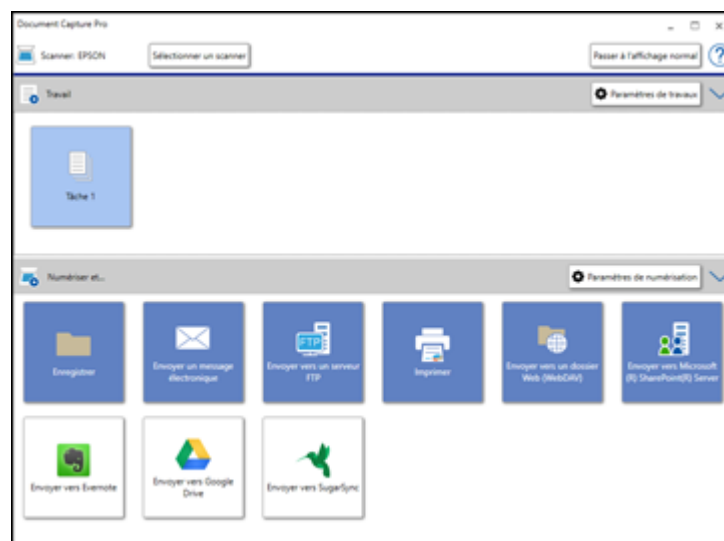 Document Capture Pro
Scanner: EPSON
Sélectionner un scanner
Passer à l'affichage normal
?
Travail
Paramètres de travaux
Tâche 1
Numériser et...
Paramètres de numérisation
Enregistrer
Envoyer un message
électronique
Envoyer vers un serveur
FTP
FTP
Imprimer
Envoyer vers un dossier
Web (WebDAV)
Envoyer vers Microsoft
(R) SharePoint(R) Server
Envoyer vers Evernote
Envoyer vers Google
Drive
Envoyer vers SugarSync